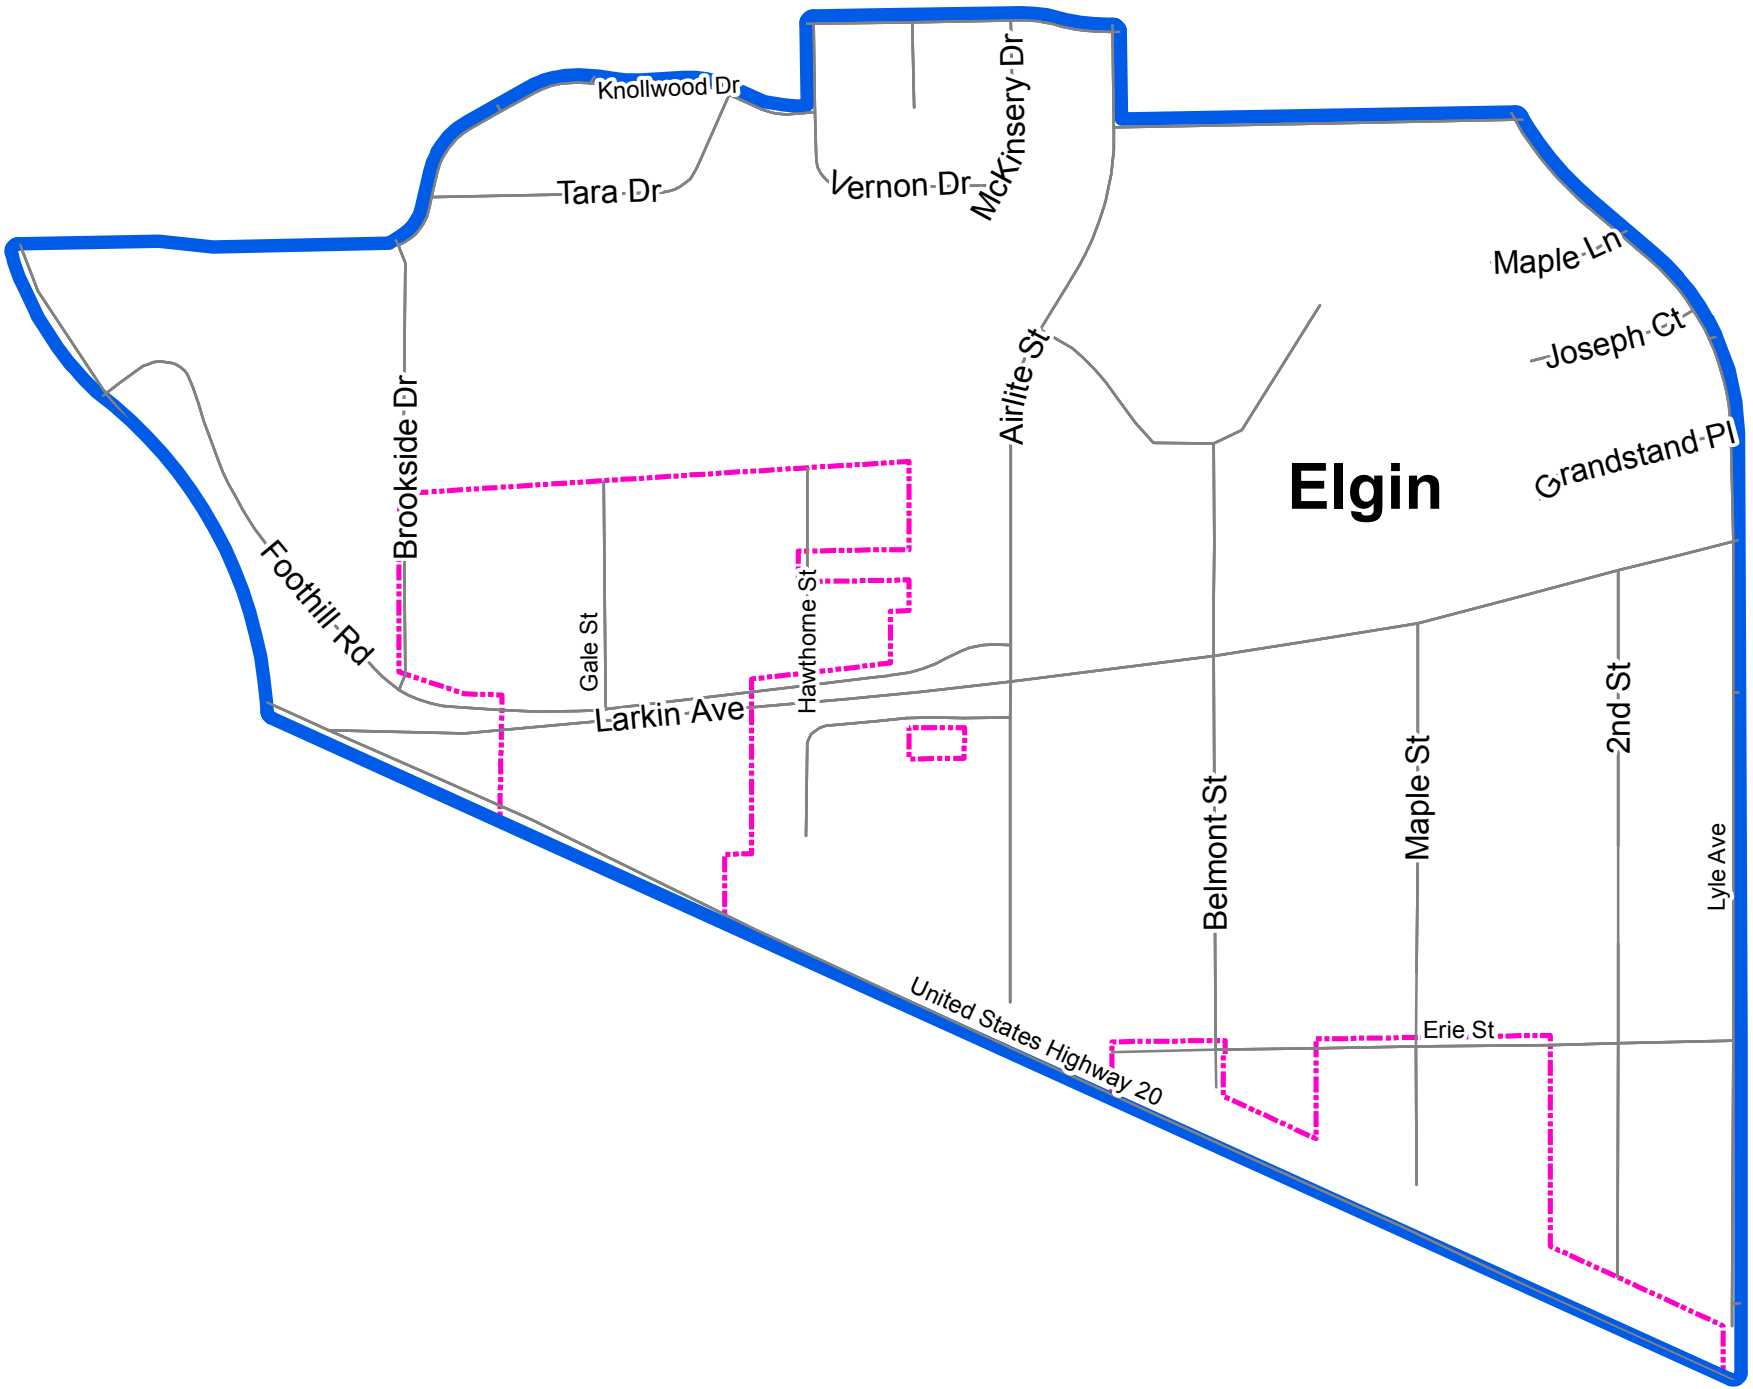 Knollwood Dr
McKinsery Dr
Tara Dr
Vernon Dr
Maple Ln
Joseph Ct
Airlite St
Brookside Dr
Grandstand Pl
Elgin
Foothill Rd
Gale St
Hawthorne St
Larkin Ave
2nd St
Maple St
Belmont St
Lyle Ave
United States Highway 20
Erie St